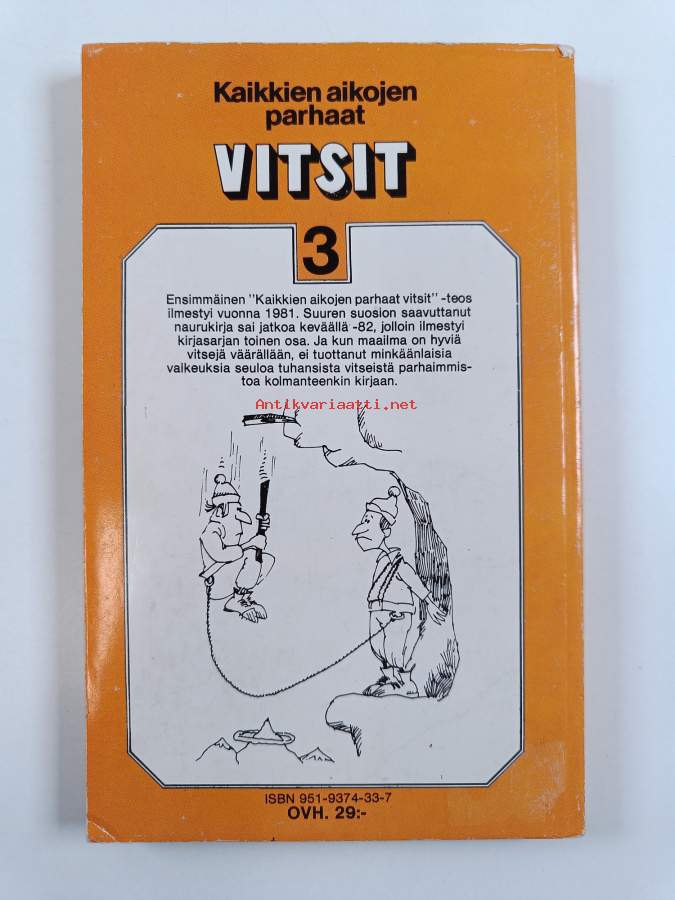 Kaikkien aikojen
parhaat
VITSIT
3
Ensimmäinen ''Kaikkien aikojen parhaat vitsit'' -teos
ilmestyi vuonna 1981. Suuren suosion saavuttanut
naurukirja sai jatkoa keväällä -82, jolloin ilmestyi
kirjasarjan toinen osa. Ja kun maailma on hyviä
vitsejä väärällään, ei tuottanut minkäänlaisia
vaikeuksia seuloa tuhansista vitseistä parhaimmis-
toa kolmanteenkin kirjaan.
Antikvariaatti.net
ISBN 951-9374-33-7
OVH. 29:-